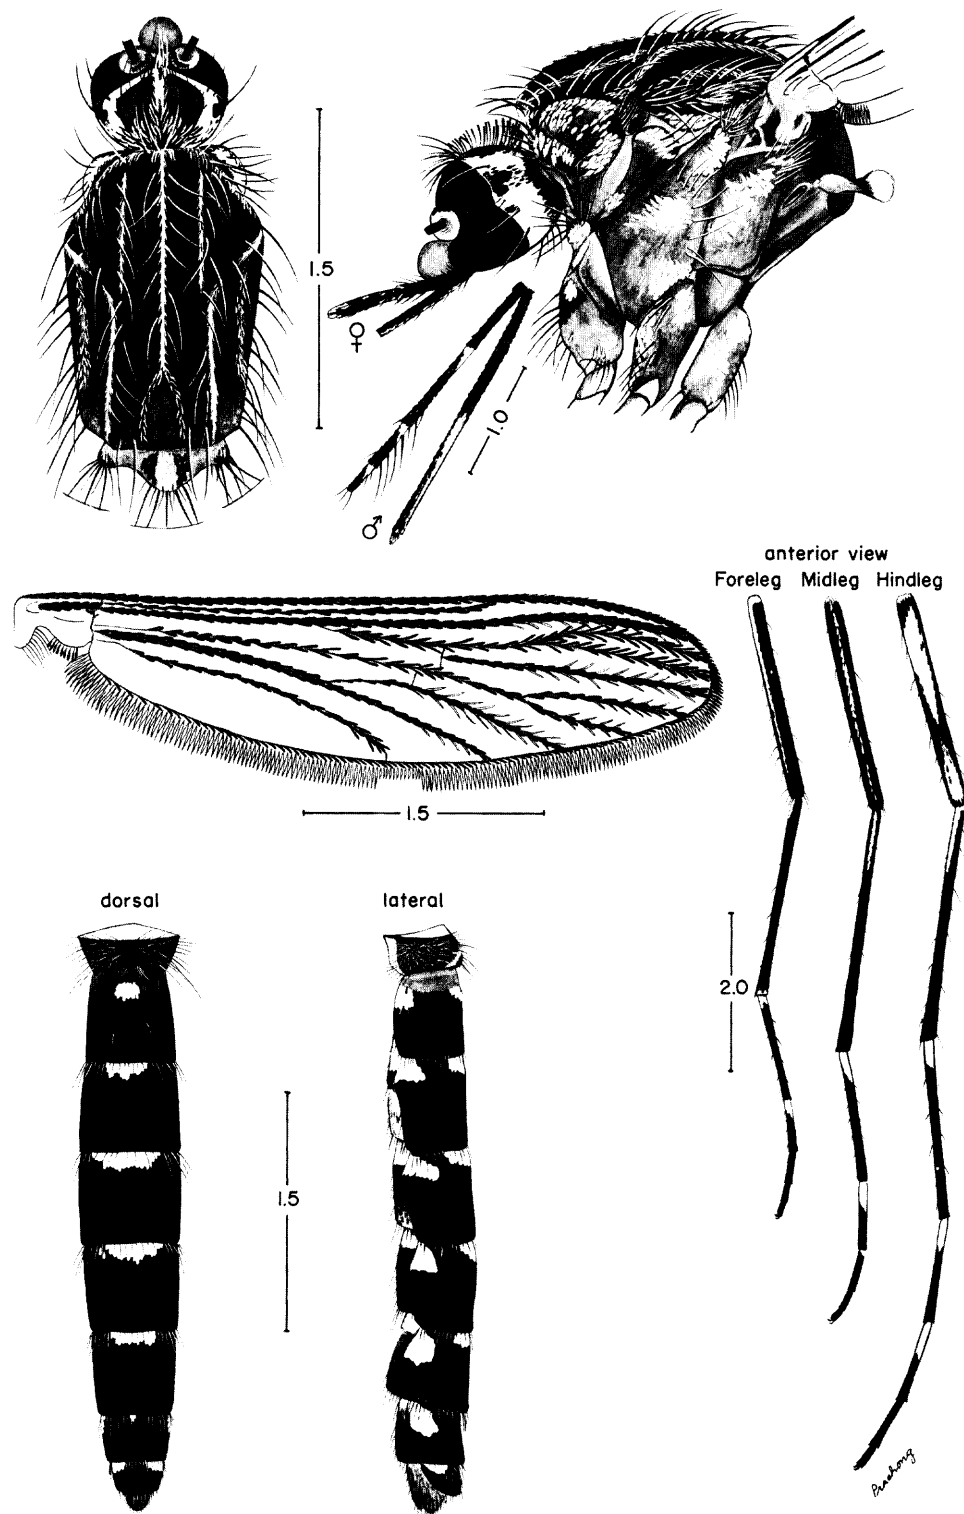 1.5
♀
1.0
♂
anterior view
Foreleg Midleg Hindleg
1.5
dorsal
lateral
2.0
1.5
Prachong